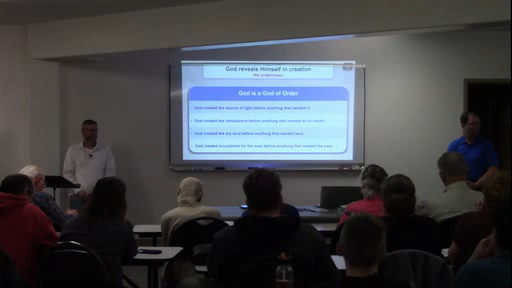 God reveals Himself in creation
His orderliness
God is a God of Order
God created the source of light before anything that needed it.
God created the atmosphere before anything that needed air to
God created the dry land before anything that needed land.
God created boundaries for the seas before anything that needed the seas.